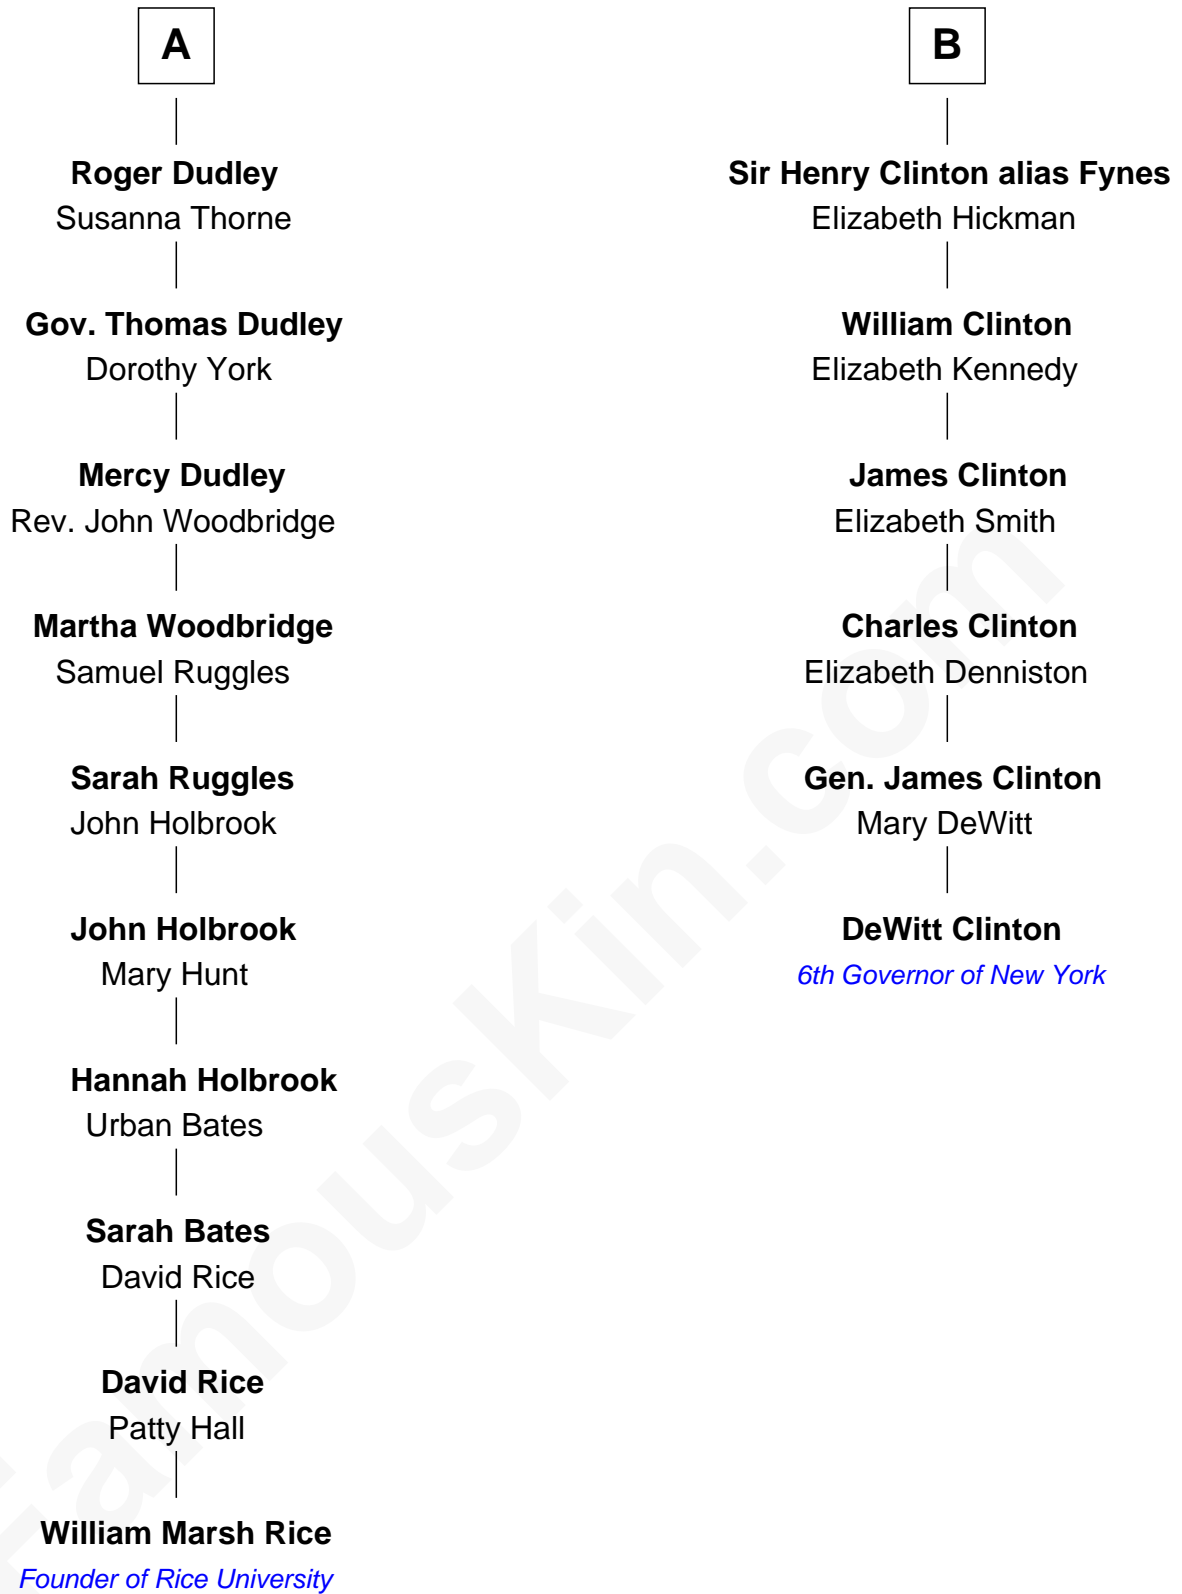 A
Roger Dudley
Susanna Thorne
Gov. Thomas Dudley
Dorothy York
Mercy Dudley
Rev. John Woodbridge
Martha Woodbridge
Samuel Ruggles
Sarah Ruggles
John Holbrook
John Holbrook
Mary Hunt
Hannah Holbrook
Urban Bates
Sarah Bates
David Rice
David Rice
Patty Hall
William Marsh Rice
Founder of Rice University
B
Sir Henry Clinton alias Fynes
Elizabeth Hickman
William Clinton
Elizabeth Kennedy
James Clinton
Elizabeth Smith
Charles Clinton
Elizabeth Denniston
Gen. James Clinton
Mary DeWitt
DeWitt Clinton
6th Governor of New York
FamousKin.com